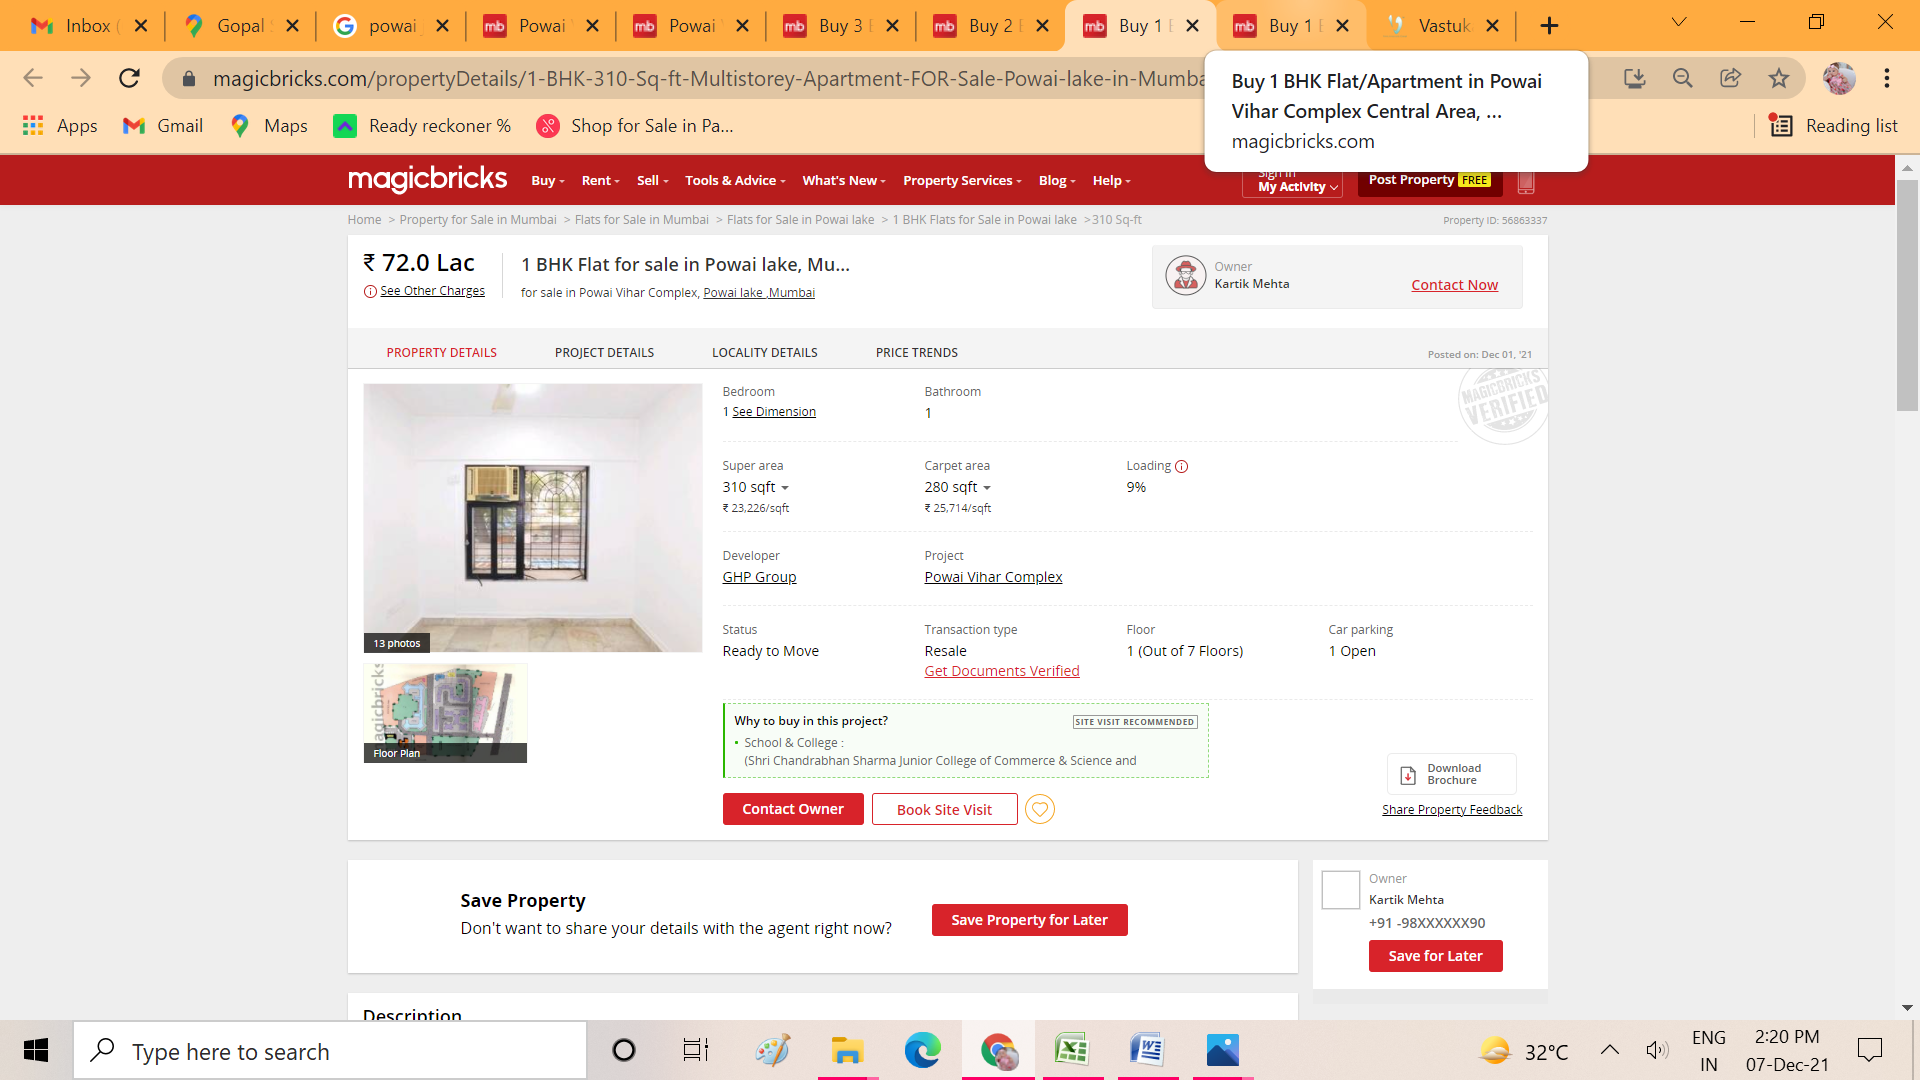 Inbox (
Gopal S
powai j
Powai V
Powai V
Buy 3 B
Buy 2 B
Buy 1 B
Buy 1 B
Vastuk
magicbricks.com/propertyDetails/1-BHK-310-Sq-ft-Multistorey-Apartment-FOR-Sale-Powai-lake-in-Mumba
Buy 1 BHK Flat/Apartment in Powai
Vihar Complex Central Area, ...
magicbricks.com
Apps
Gmail
Maps
Ready reckoner %
Shop for Sale in Pa...
Reading list
magicbricks
Buy
Rent
Sell
Tools & Advice
What's New
Property Services
Blog
Help
Sign in
My Activity
Post Property FREE
Home > Property for Sale in Mumbai > Flats for Sale in Mumbai > Flats for Sale in Powai lake > 1 BHK Flats for Sale in Powai lake >310 Sq-ft
Property ID: 56863337
₹ 72.0 Lac
See Other Charges
1 BHK Flat for sale in Powai lake, Mu...
for sale in Powai Vihar Complex, Powai lake ,Mumbai
Owner
Kartik Mehta
Contact Now
PROPERTY DETAILS
PROJECT DETAILS
LOCALITY DETAILS
PRICE TRENDS
Posted on: Dec 01, '21
MAGICBRICKS
VERIFIED
Bedroom
1 See Dimension
Bathroom
1
Super area
310 sqft
₹ 23,226/sqft
Carpet area
280 sqft
₹ 25,714/sqft
Loading
9%
Developer
GHP Group
Project
Powai Vihar Complex
Status
Ready to Move
Transaction type
Resale
Get Documents Verified
Floor
1 (Out of 7 Floors)
Car parking
1 Open
13 photos
magicbricks
Floor Plan
Why to buy in this project?
SITE VISIT RECOMMENDED
• School & College :
(Shri Chandrabhan Sharma Junior College of Commerce & Science and
Contact Owner
Book Site Visit
Download
Brochure
Share Property Feedback
Save Property
Don't want to share your details with the agent right now?
Save Property for Later
Owner
Kartik Mehta
+91 -98XXXXXX90
Save for Later
Description
Type here to search
32°C
ENG
IN
2:20 PM
07-Dec-21